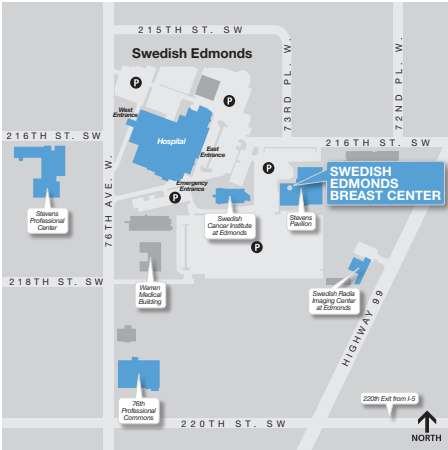 215TH ST. SW
Swedish Edmonds
P
P
73RD PL. W.
72ND PL. W.
West
Entrance
Hospital
East
Entrance
216TH ST. SW
216TH ST. SW
76TH AVE. W.
Emergency
Entrance
P
P
SWEDISH
EDMONDS
BREAST CENTER
Stevens
Professional
Center
Swedish
Cancer Institute
at Edmonds
Stevens
Pavilion
P
218TH ST. SW
Warren
Medical
Building
Swedish Radia
Imaging Center
at Edmonds
HIGHWAY 99
76th
Professional
Commons
220th Exit from I-5
220TH ST. SW
NORTH